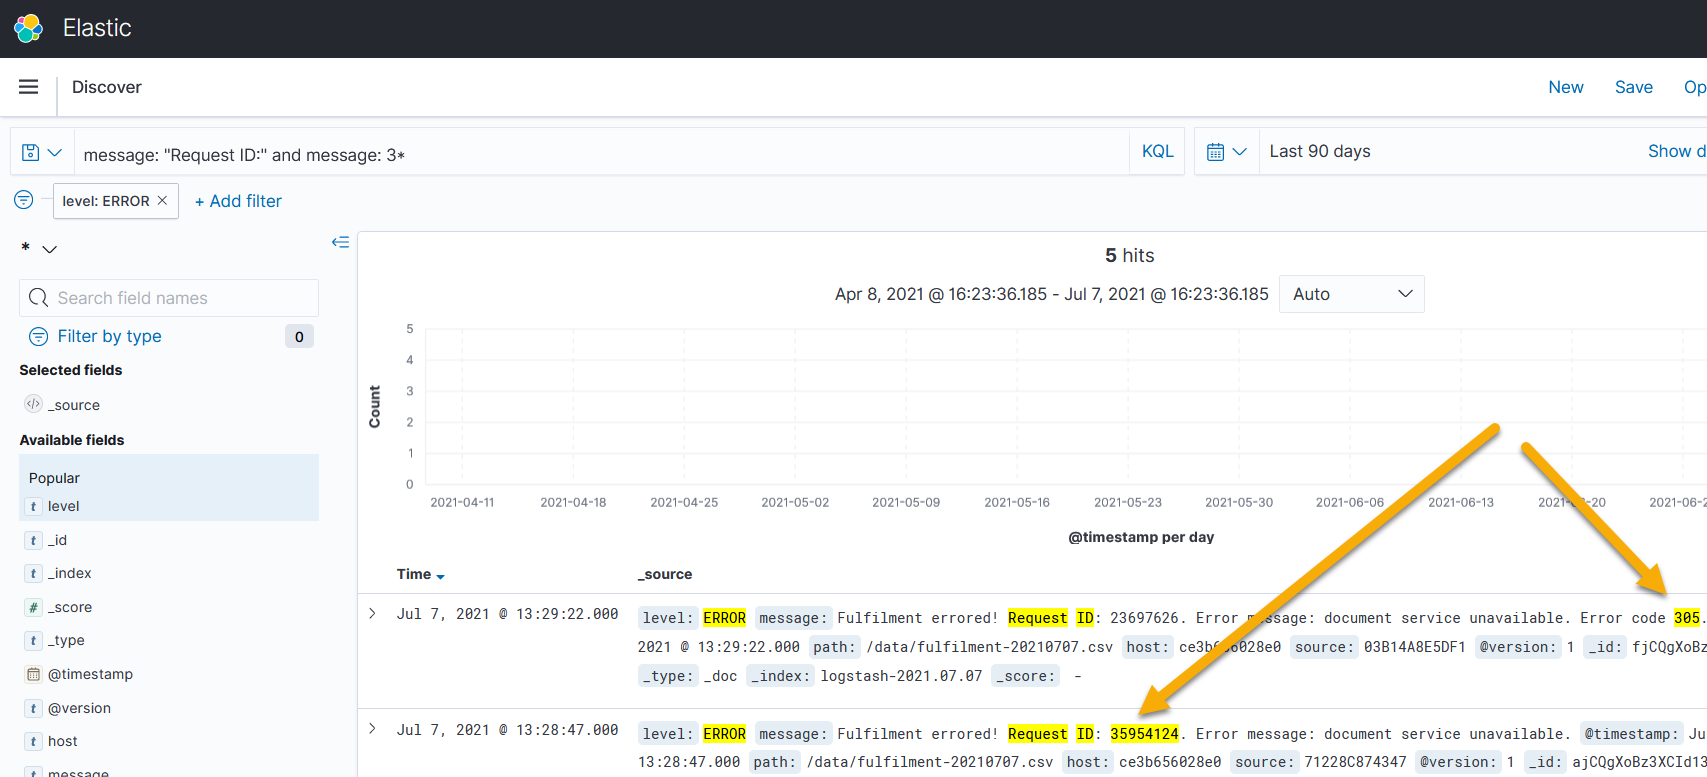 Elastic
Discover
New Save Op
message: "Request ID:" and message: 3*
KQL
Last 90 days
Show d
level: ERROR ×
+ Add filter
*
Search field names
Filter by type 0
Selected fields
_source
Available fields
Popular
t level
t _id
t _index
# _score
t _type
@timestamp
t @version
t host
t message
5 hits
Apr 8, 2021 @ 16:23:36.185 - Jul 7, 2021 @ 16:23:36.185
Auto
Count
5
4
3
2
1
0
2021-04-11 2021-04-18 2021-04-25 2021-05-02 2021-05-09 2021-05-16 2021-05-23 2021-05-30 2021-06-06 2021-06-13 2021-06-20 2021-06-2
@timestamp per day
Time _source
Jul 7, 2021 @ 13:29:22.000 level: ERROR message: Fulfilment errored! Request ID: 23697626. Error message: document service unavailable. Error code 305.
2021 @ 13:29:22.000 path: /data/fulfilment-20210707.csv host: ce3b656028e0 source: 03B14A8E5DF1 @version: 1 _id: fjCQgXoBz
_type: _doc _index: logstash-2021.07.07 _score: -
Jul 7, 2021 @ 13:28:47.000 level: ERROR message: Fulfilment errored! Request ID: 35954124. Error message: document service unavailable. @timestamp: Ju
13:28:47.000 path: /data/fulfilment-20210707.csv host: ce3b656028e0 source: 71228C874347 @version: 1 _id: ajCQgXoBz3XCId13